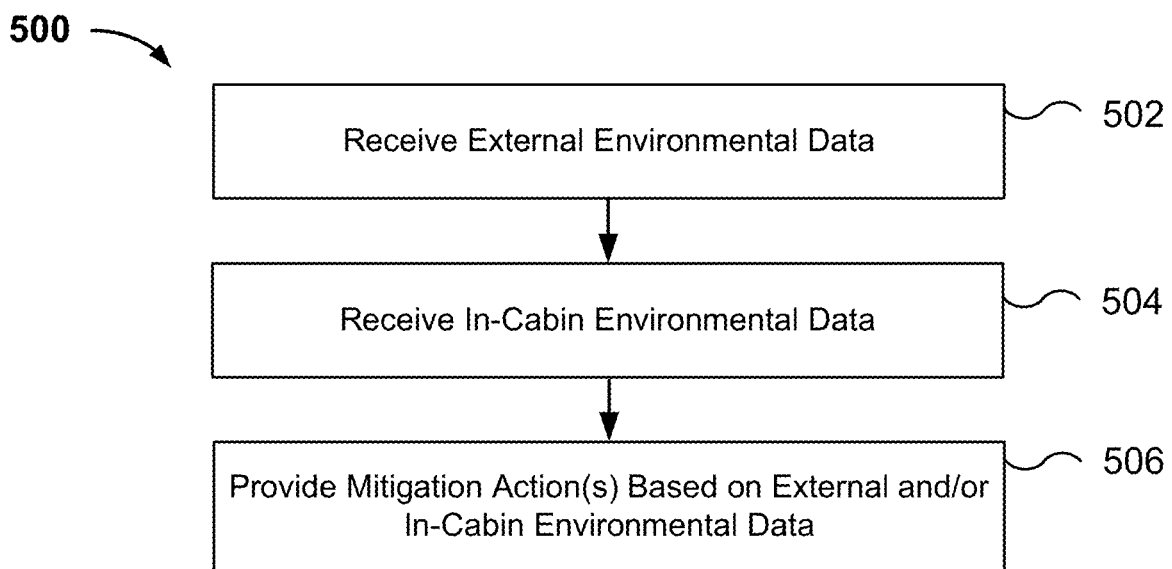 500
Receive External Environmental Data
502
Receive In-Cabin Environmental Data
504
Provide Mitigation Action(s) Based on External and/or
In-Cabin Environmental Data
506